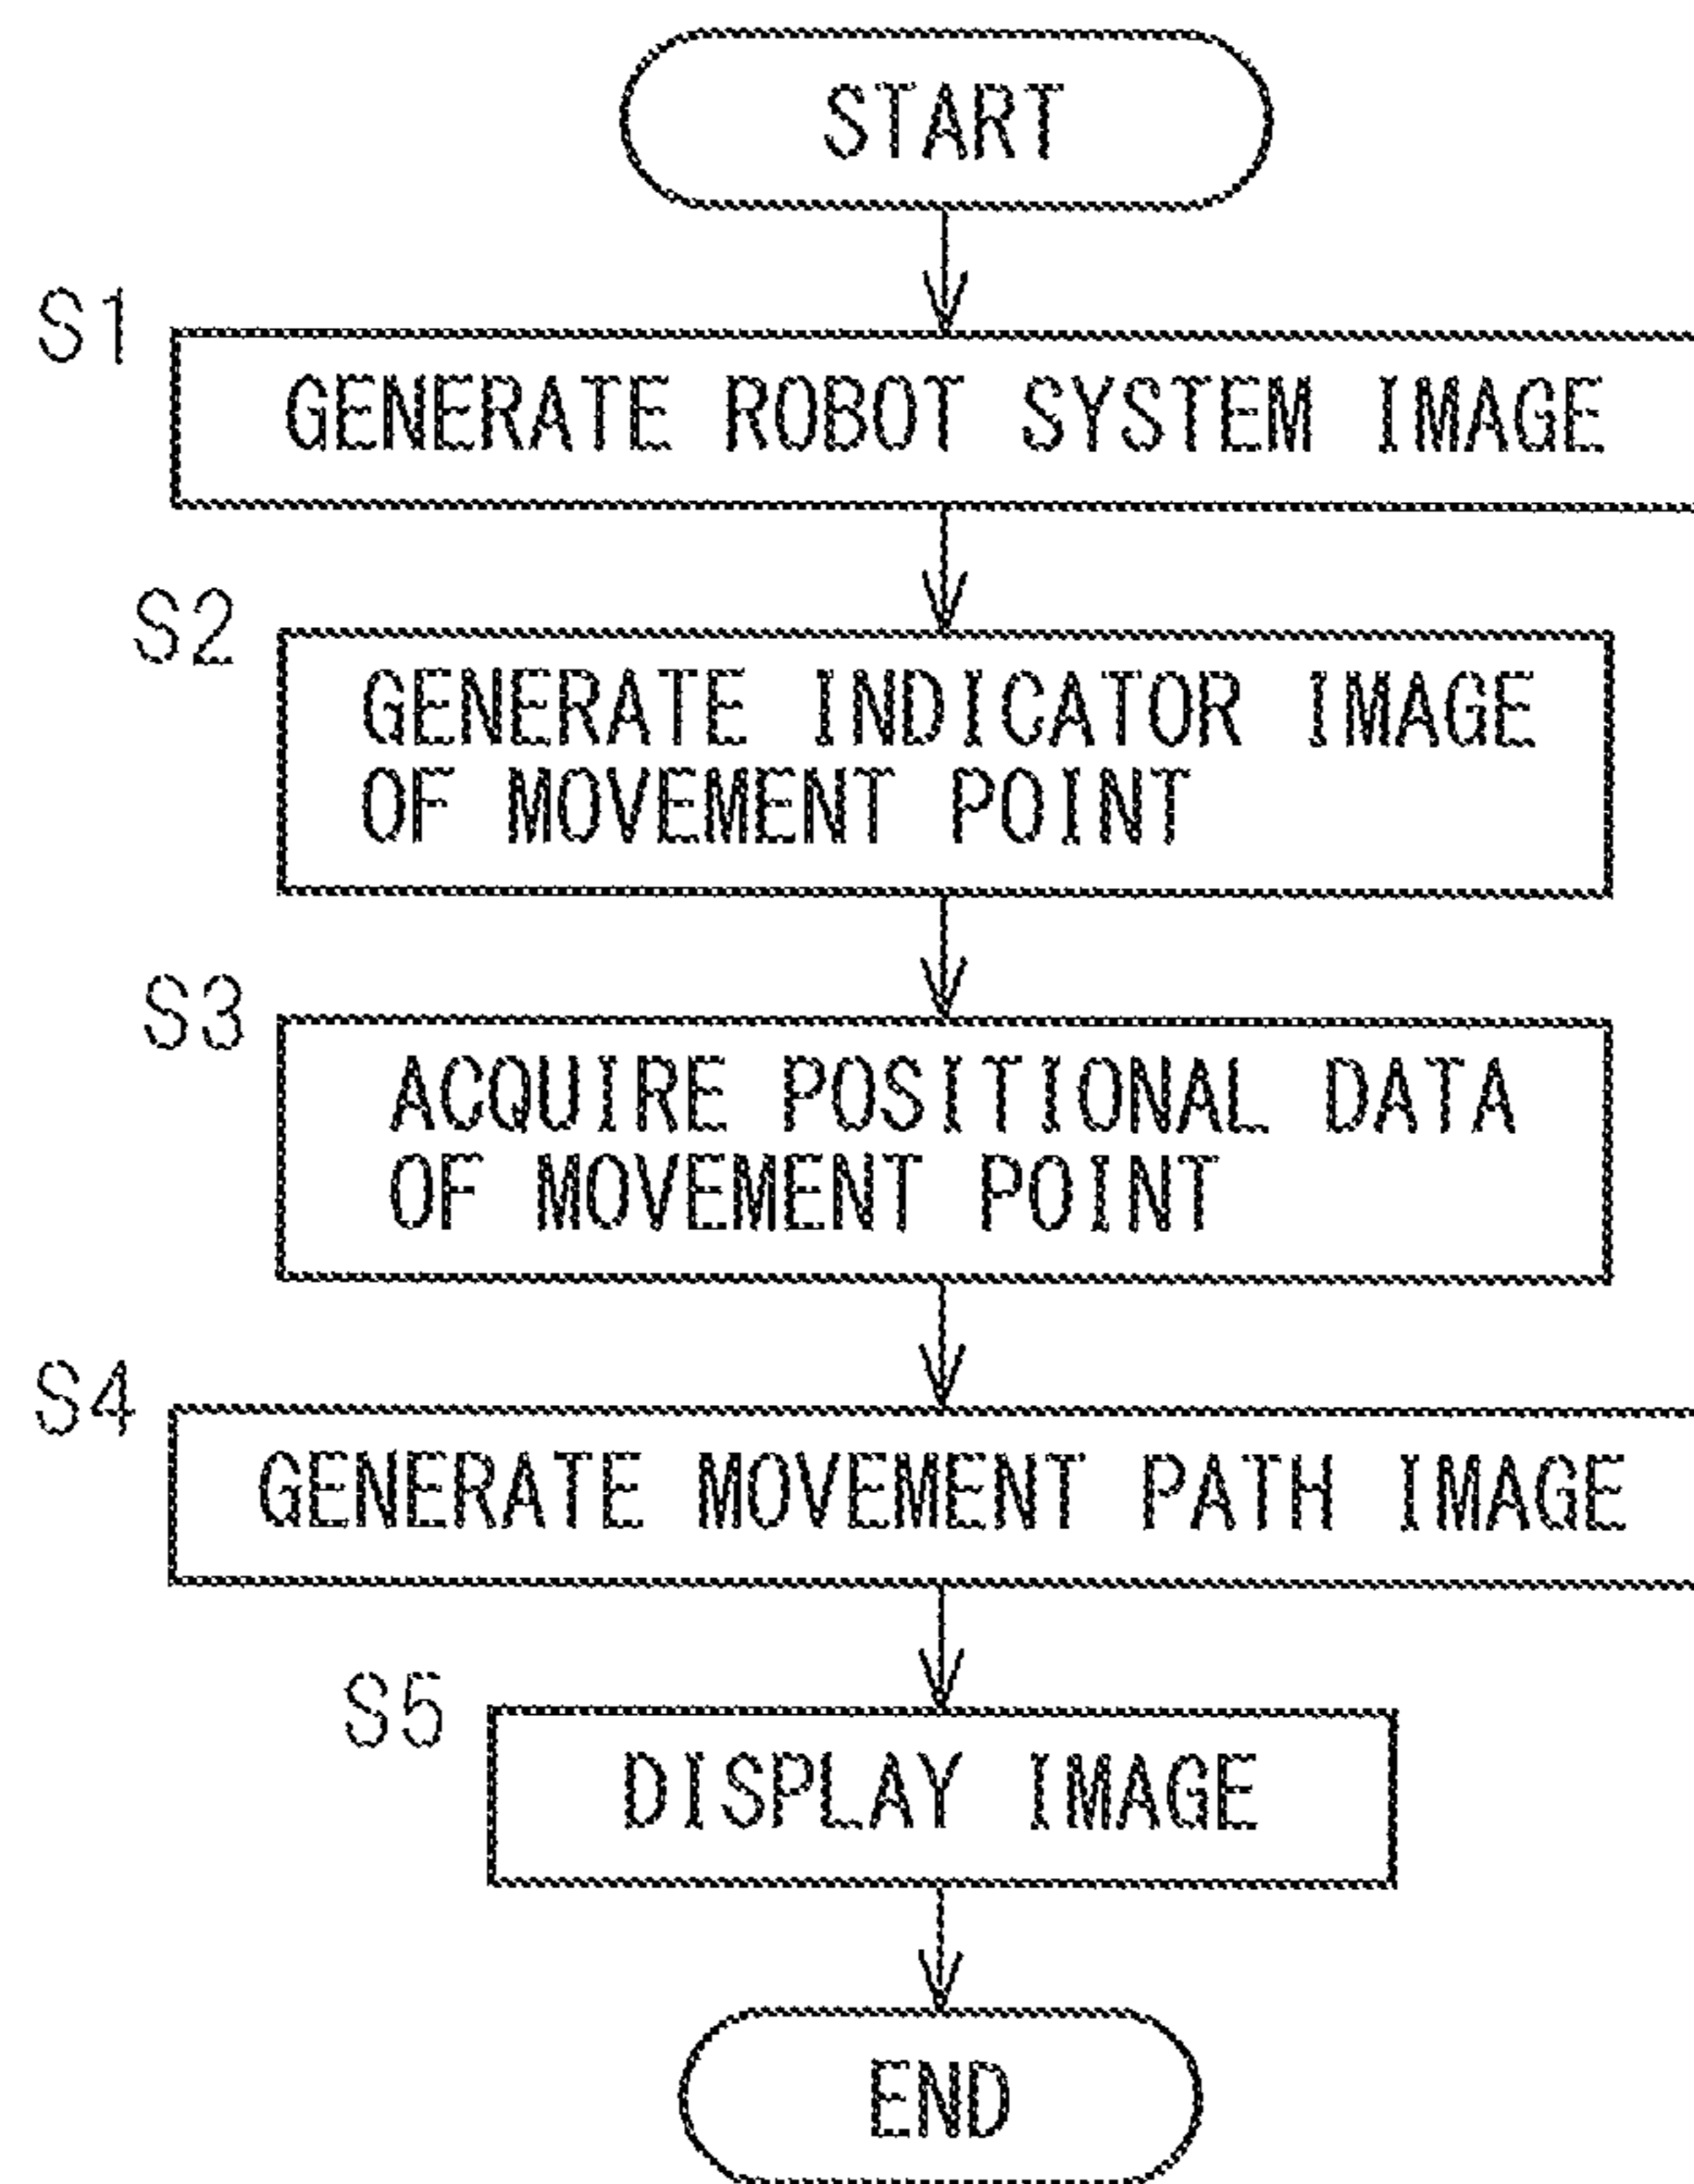 START
S1
GENERATE ROBOT SYSTEM IMAGE
S2
GENERATE INDICATOR IMAGE
OF MOVEMENT POINT
S3
ACQUIRE POSITIONAL DATA
OF MOVEMENT POINT
S4
GENERATE MOVEMENT PATH IMAGE
S5
DISPLAY IMAGE
END